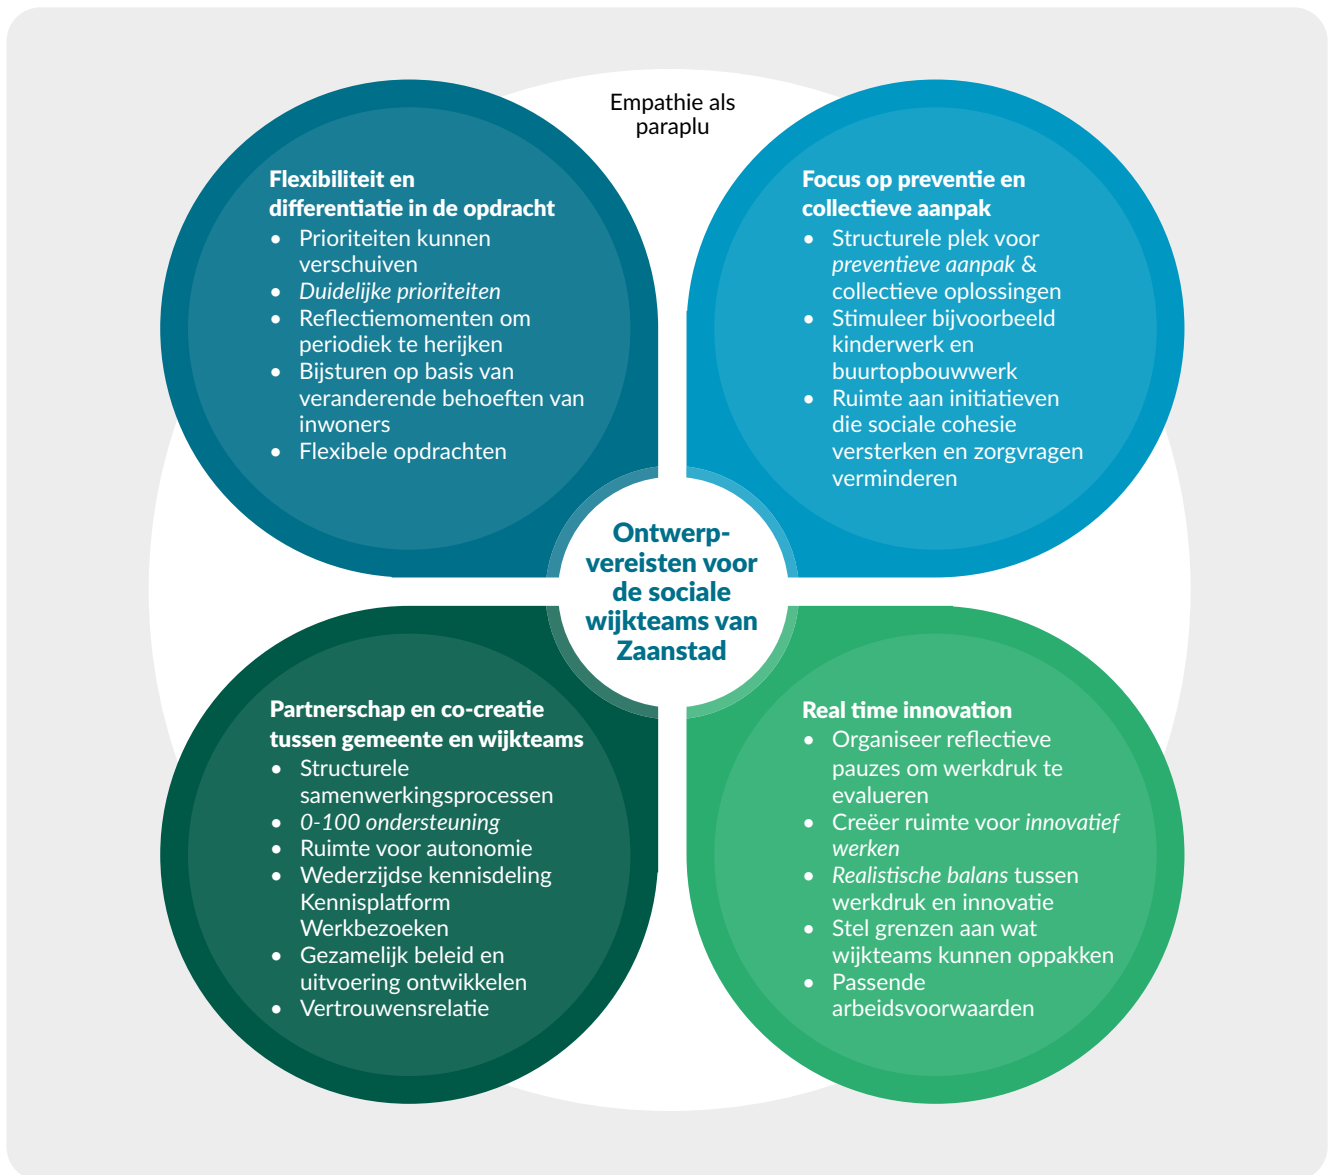 Empathie als
paraplu
Flexibiliteit en
differentiatie in de opdracht
• Prioriteiten kunnen
verschuiven
• Duidelijke prioriteiten
• Reflectiemomenten om
periodiek te herijken
• Bijsturen op basis van
veranderende behoeften van
inwoners
• Flexibele opdrachten
Focus op preventie en
collectieve aanpak
• Structurele plek voor
preventieve aanpak &
collectieve oplossingen
• Stimuleer bijvoorbeeld
kinderwerk en
buurtopbouwwerk
• Ruimte aan initiatieven
die sociale cohesie
versterken en zorgvragen
verminderen
Ontwerp-
vereisten voor
de sociale
wijkteams van
Zaanstad
Partnerschap en co-creatie
tussen gemeente en wijkteams
• Structurele
samenwerkingsprocessen
• 0-100 ondersteuning
• Ruimte voor autonomie
• Wederzijdse kennisdeling
Kennisplatform
Werkbezoeken
• Gezamelijk beleid en
uitvoering ontwikkelen
• Vertrouwensrelatie
Real time innovation
• Organiseer reflectieve
pauzes om werkdruk te
evalueren
• Creëer ruimte voor innovatief
werken
• Realistische balans tussen
werkdruk en innovatie
• Stel grenzen aan wat
wijkteams kunnen oppakken
• Passende
arbeidsvoorwaarden